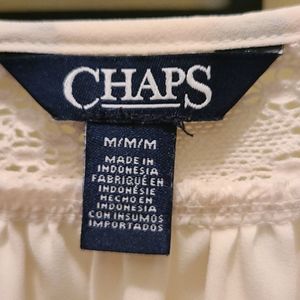 CHAPS
M/M/M
MADE IN
INDONESIA
FABRIQUÉ EN
INDONÉSIE
HECHO EN
INDONESIA
CON INSUMOS
IMPORTADOS